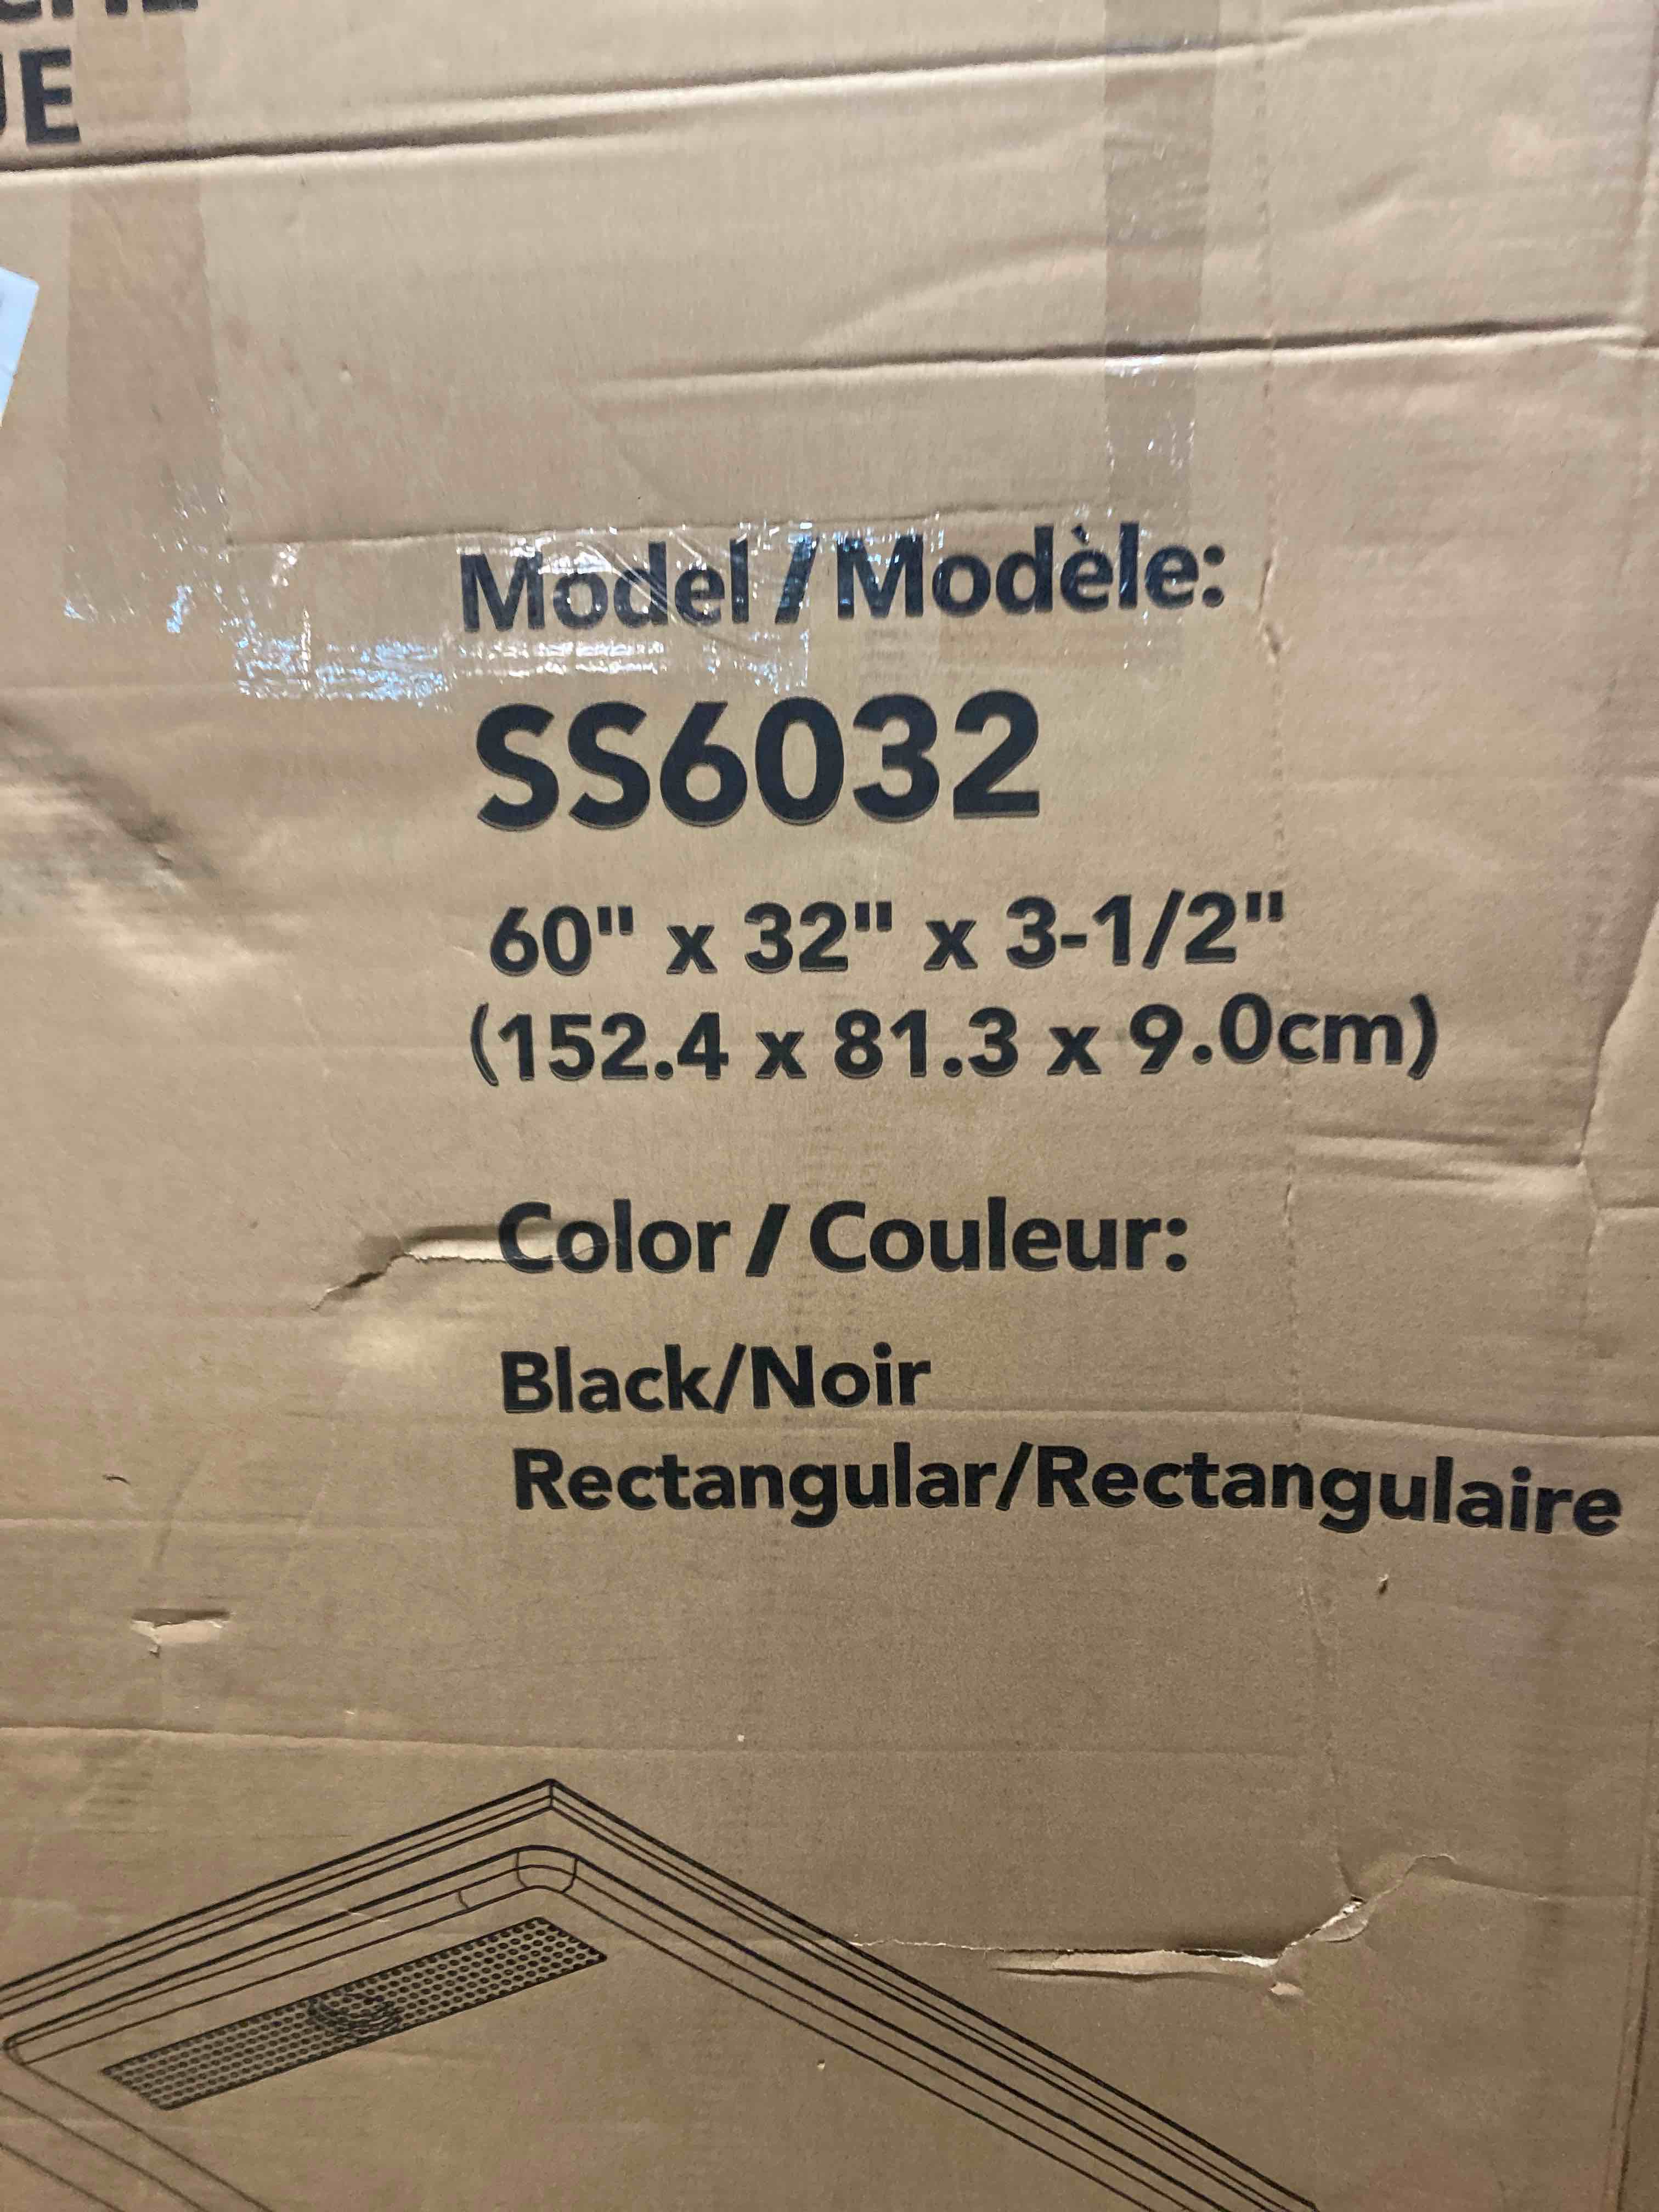 UE
Model / Modèle:
SS6032
60" x 32" x 3-1/2"
(152.4 x 81.3 x 9.0cm)
Color / Couleur:
Black/Noir
Rectangular/Rectangulaire